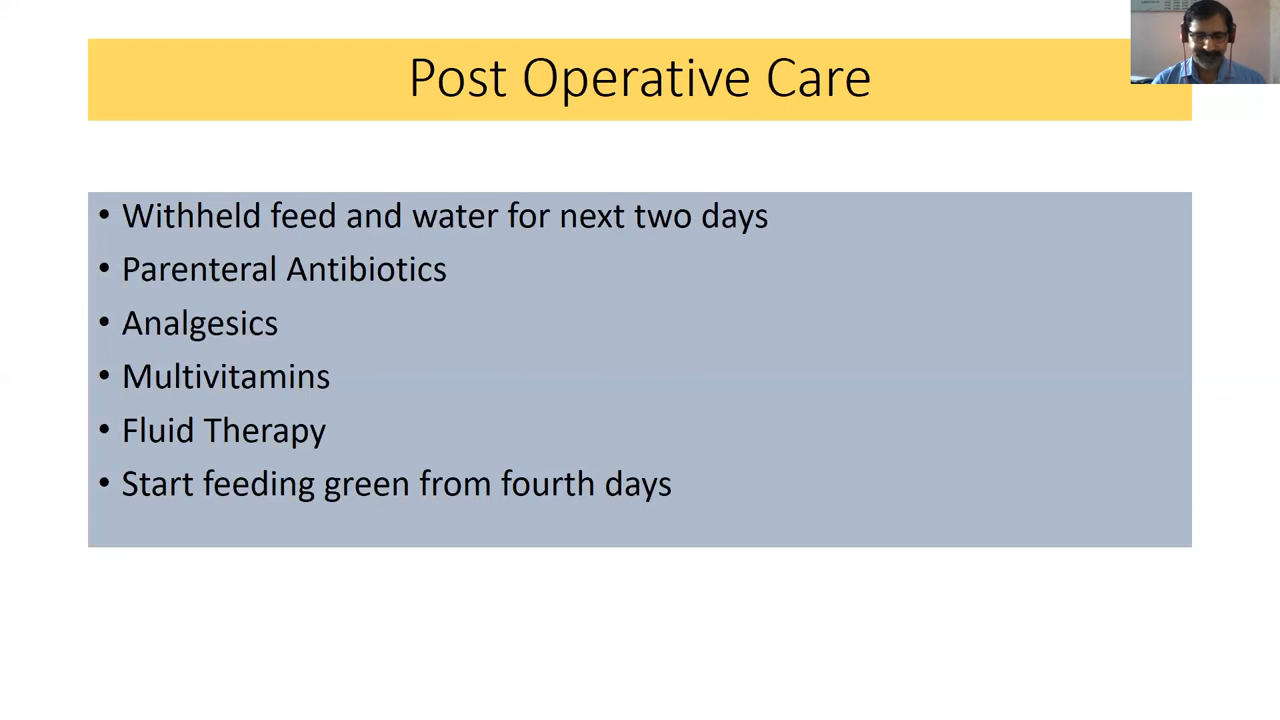 Post Operative Care
• Withheld feed and water for next two days
• Parenteral Antibiotics
• Analgesics
• Multivitamins
• Fluid Therapy
• Start feeding green from fourth days